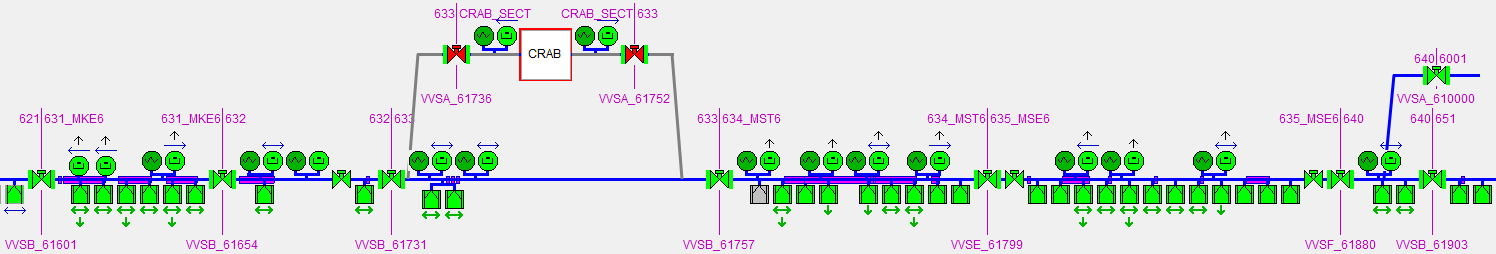 633 CRAB_SECT
CRAB_SECT 633
CRAB
640 6001
VVSA_61736
VVSA_61752
VVSA_610000
621 631_MKE6
631_MKE6 632
632 633
633 634_MST6
634_MST6 635_MSE6
635_MSE6 640
640 651
VVSB_61601
VVSB_61654
VVSB_61731
VVSB_61757
VVSE_61799
VVSF_61880
VVSB_61903